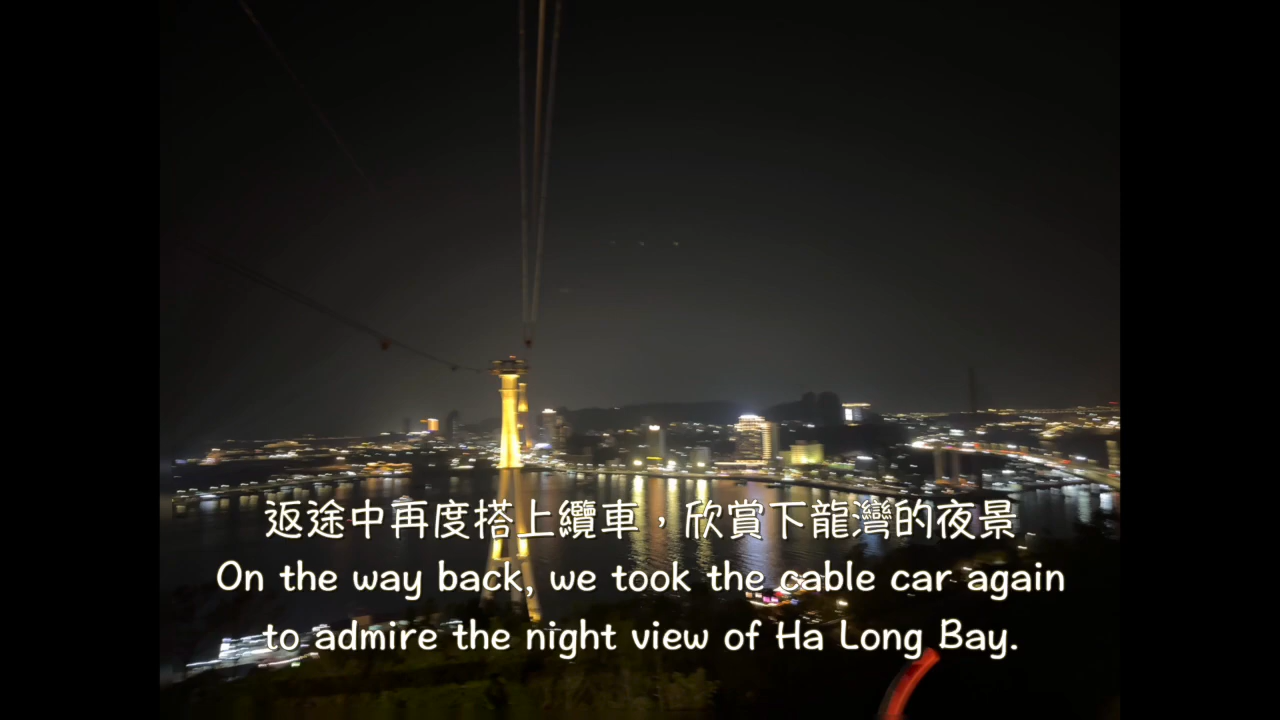 返途中再度搭上纜車，欣賞下龍灣的夜景
On the way back, we took the cable car again
to admire the night view of Ha Long Bay.